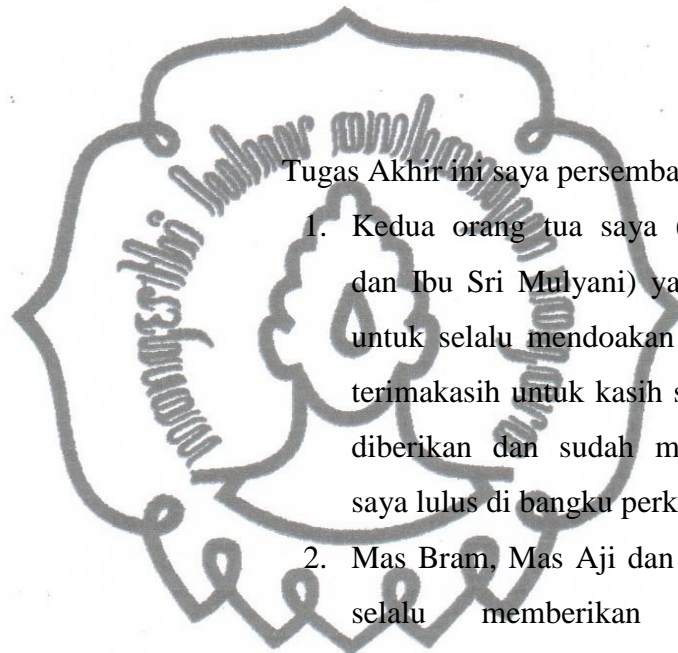 Tugas Akhir ini saya persemba
1. Kedua orang tua saya (
dan Ibu Sri Mulyani) ya
untuk selalu mendoakan
terimakasih untuk kasih s
diberikan dan sudah m
saya lulus di bangku perk
2. Mas Bram, Mas Aji dan
selalu memberikan